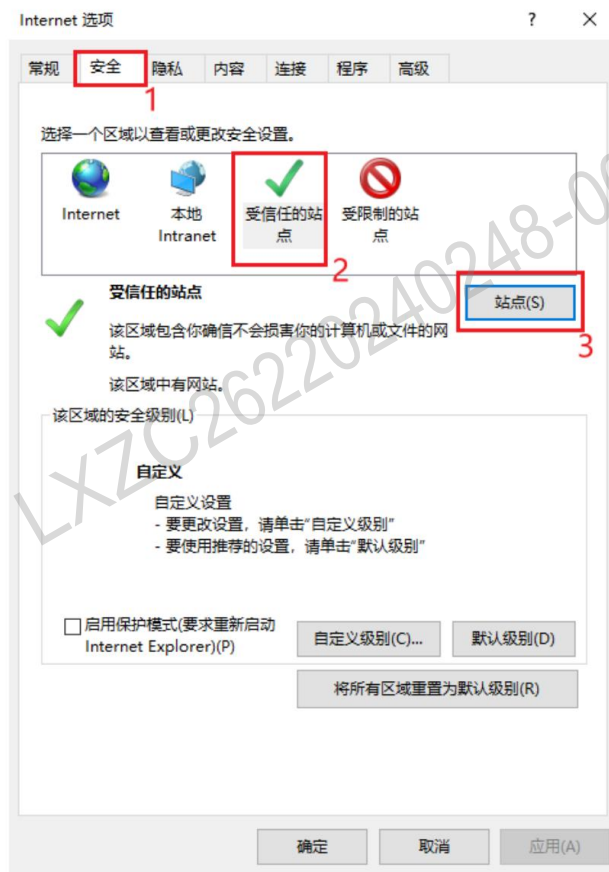 Internet 选项
常规 安全 隐私 内容 连接 程序 高级
1
选择一个区域以查看或更改安全设置。
Internet
本地
Intranet
受信任的站
点
受限制的站
点
2
受信任的站点
站点(S)
3
该区域包含你确信不会损害你的计算机或文件的网
站。
该区域中有网站。
该区域的安全级别(L)
自定义
自定义设置
- 要更改设置，请单击“自定义级别”
- 要使用推荐的设置，请单击“默认级别”
启用保护模式(要求重新启动
Internet Explorer)(P)
自定义级别(C)... 默认级别(D)
将所有区域重置为默认级别(R)
确定 取消 应用(A)
LXZC262202240248-0